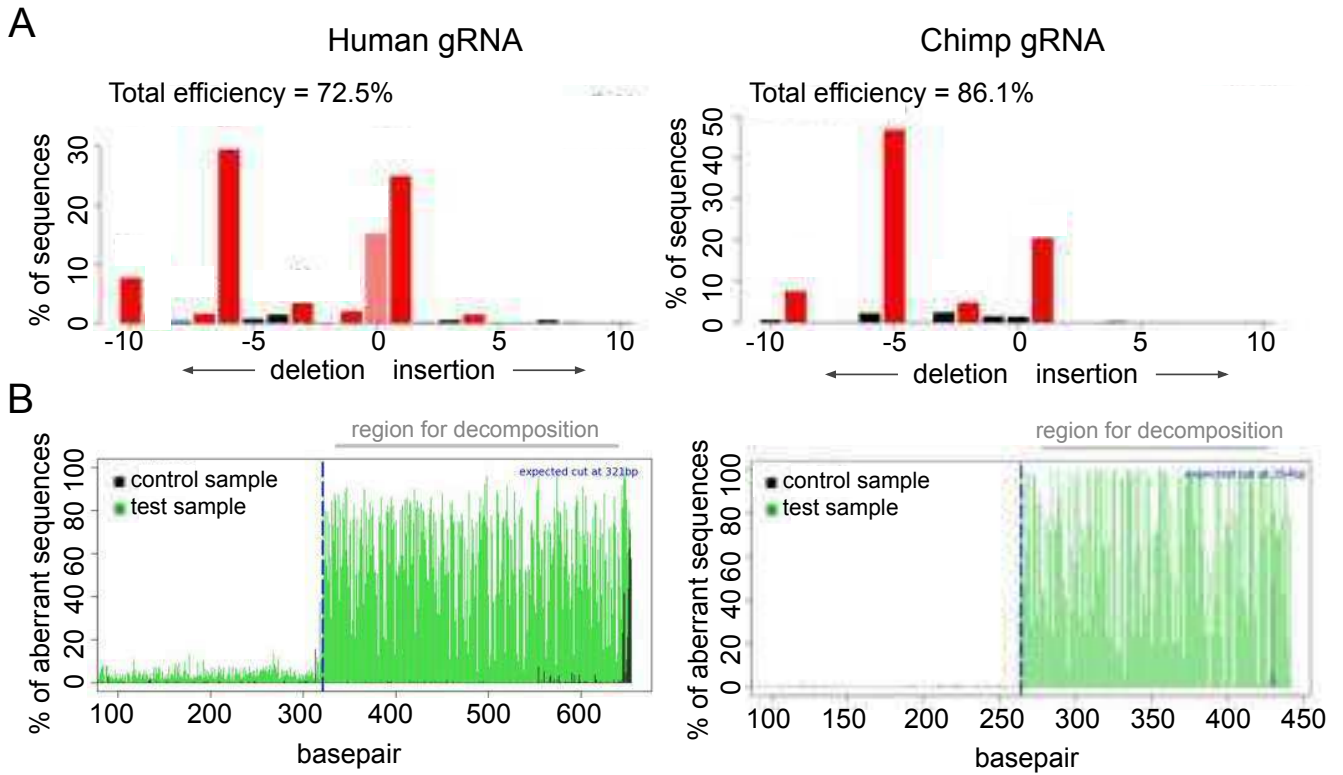 A
Human gRNA
Chimp gRNA
Total efficiency = 72.5%
Total efficiency = 86.1%
% of sequences
30
20
10
0
-10
-5
0
5
10
deletion
insertion
% of sequences
50
40
30
20
10
0
-10
-5
0
5
10
deletion
insertion
B
region for decomposition
% of aberrant sequences
100
80
60
40
20
0
control sample
test sample
expected cut at 321bp
100
200
300
400
500
600
basepair
region for decomposition
% of aberrant sequences
100
80
60
40
20
0
control sample
test sample
expected cut at
100
150
200
250
300
350
400
450
basepair